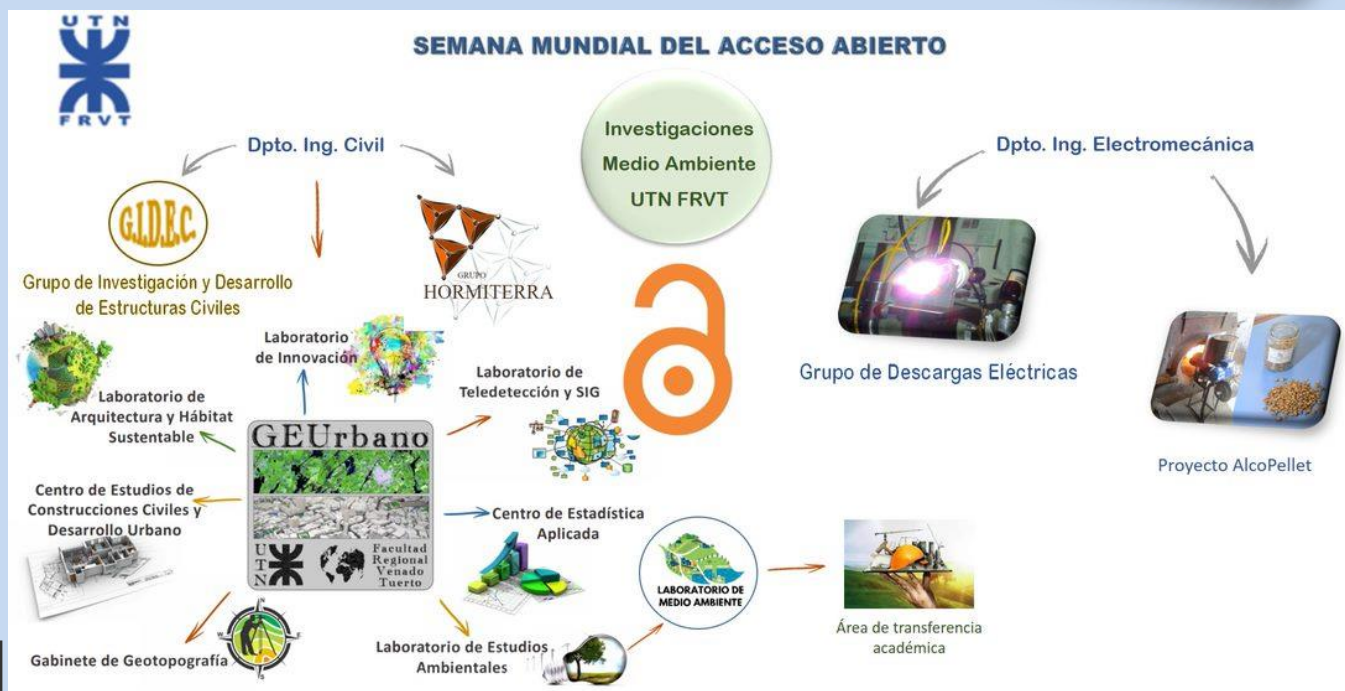 UTN
FRVT
SEMANA MUNDIAL DEL ACCESO ABIERTO
Investigaciones
Medio Ambiente
UTN FRVT
Dpto. Ing. Civil
Dpto. Ing. Electromecánica
G.I.D.E.C.
Grupo de Investigación y Desarrollo
de Estructuras Civiles
GRUPO
HORMITERRA
Grupo de Descargas Eléctricas
Proyecto AlcoPellet
Laboratorio
de Innovación
Laboratorio de
Teledetección y SIG
Laboratorio de
Arquitectura y Hábitat
Sustentable
GEUrbano
UTN
Facultad
Regional
Venado
Tuerto
Centro de Estudios de
Construcciones Civiles y
Desarrollo Urbano
Centro de Estadística
Aplicada
LABORATORIO DE
MEDIO AMBIENTE
Área de transferencia
académica
Gabinete de Geotopografía
N
W
E
S
Laboratorio de Estudios
Ambientales